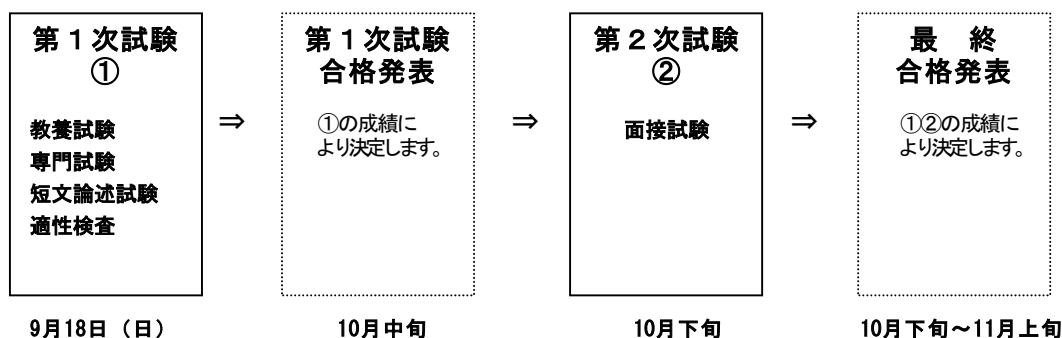 第１次試験
①
教養試験
専門試験
短文論述試験
適性検査
9月18日（日）
⇒
第１次試験
合格発表
①の成績に
より決定します。
10月中旬
⇒
第２次試験
②
面接試験
10月下旬
⇒
最　終
合格発表
①②の成績に
より決定します。
10月下旬～11月上旬